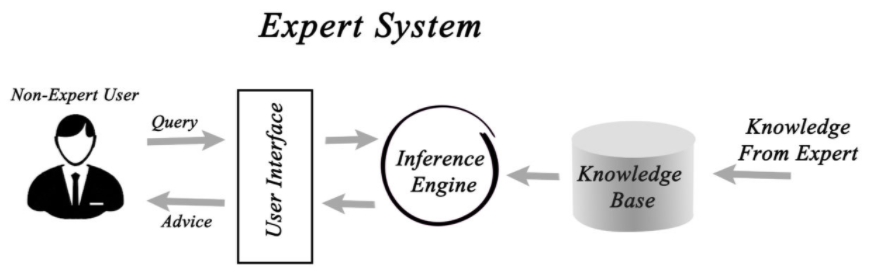 Expert System
Non-Expert User
Query
Advice
User Interface
Inference
Engine
Knowledge
Base
Knowledge
From Expert